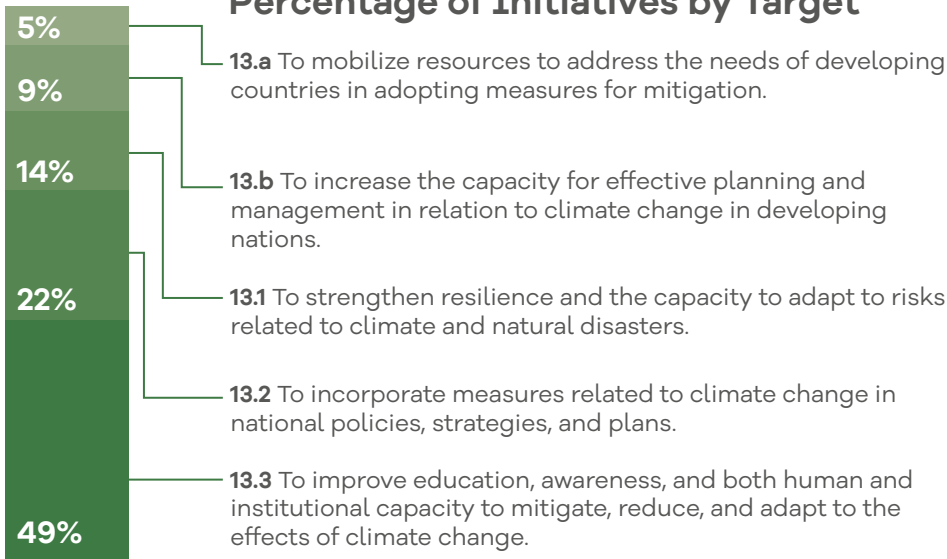 Percentage of Initiatives by Target
5%
13.a To mobilize resources to address the needs of developing
countries in adopting measures for mitigation.
9%
13.b To increase the capacity for effective planning and
management in relation to climate change in developing
nations.
14%
13.1 To strengthen resilience and the capacity to adapt to risks
related to climate and natural disasters.
22%
13.2 To incorporate measures related to climate change in
national policies, strategies, and plans.
49%
13.3 To improve education, awareness, and both human and
institutional capacity to mitigate, reduce, and adapt to the
effects of climate change.